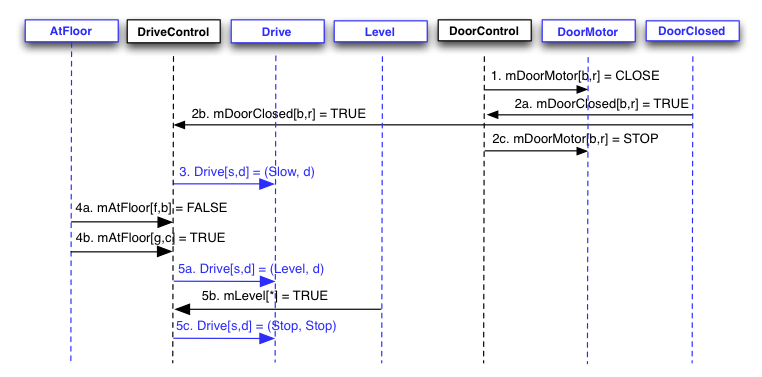 AtFloor
DriveControl
Drive
Level
DoorControl
DoorMotor
DoorClosed
1. mDoorMotor[b,r] = CLOSE
2a. mDoorClosed[b,r] = TRUE
2b. mDoorClosed[b,r] = TRUE
2c. mDoorMotor[b,r] = STOP
3. Drive[s,d] = (Slow, d)
4a. mAtFloor[f,b] = FALSE
4b. mAtFloor[g,c] = TRUE
5a. Drive[s,d] = (Level, d)
5b. mLevel[*] = TRUE
5c. Drive[s,d] = (Stop, Stop)